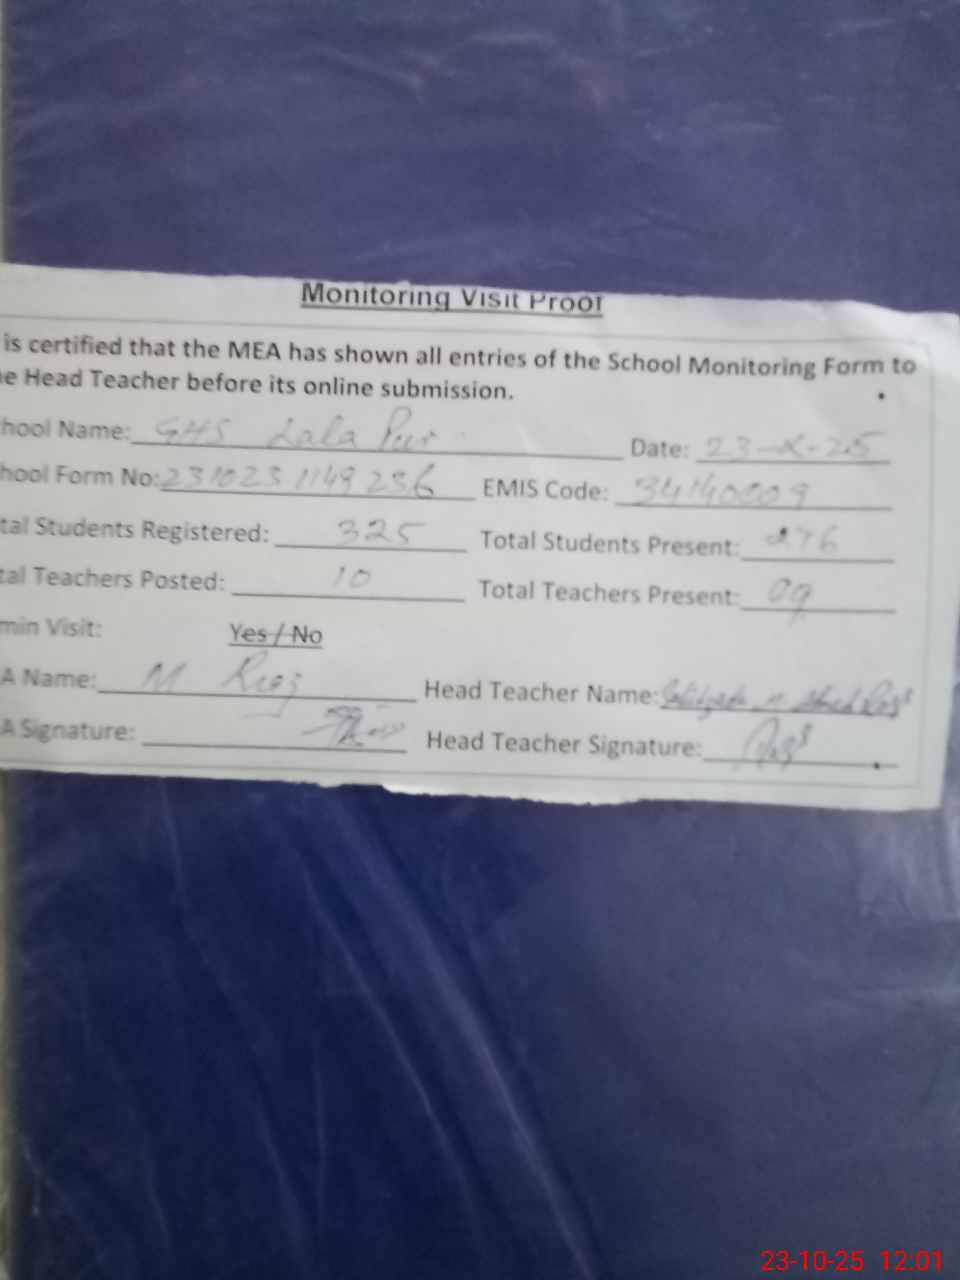 Monitoring Visit Proof
is certified that the MEA has shown all entries of the School Monitoring Form to
e Head Teacher before its online submission.
hool Name: GHS Lala Pur Date: 23-X-25
hool Form No: 231023 1149 236 EMIS Code: 34140009
tal Students Registered: 325 Total Students Present: 276
tal Teachers Posted: 10 Total Teachers Present: 09
min Visit: Yes / No
A Name: M. Riaz Head Teacher Name:
A Signature: Head Teacher Signature:
23-10-25 12:01